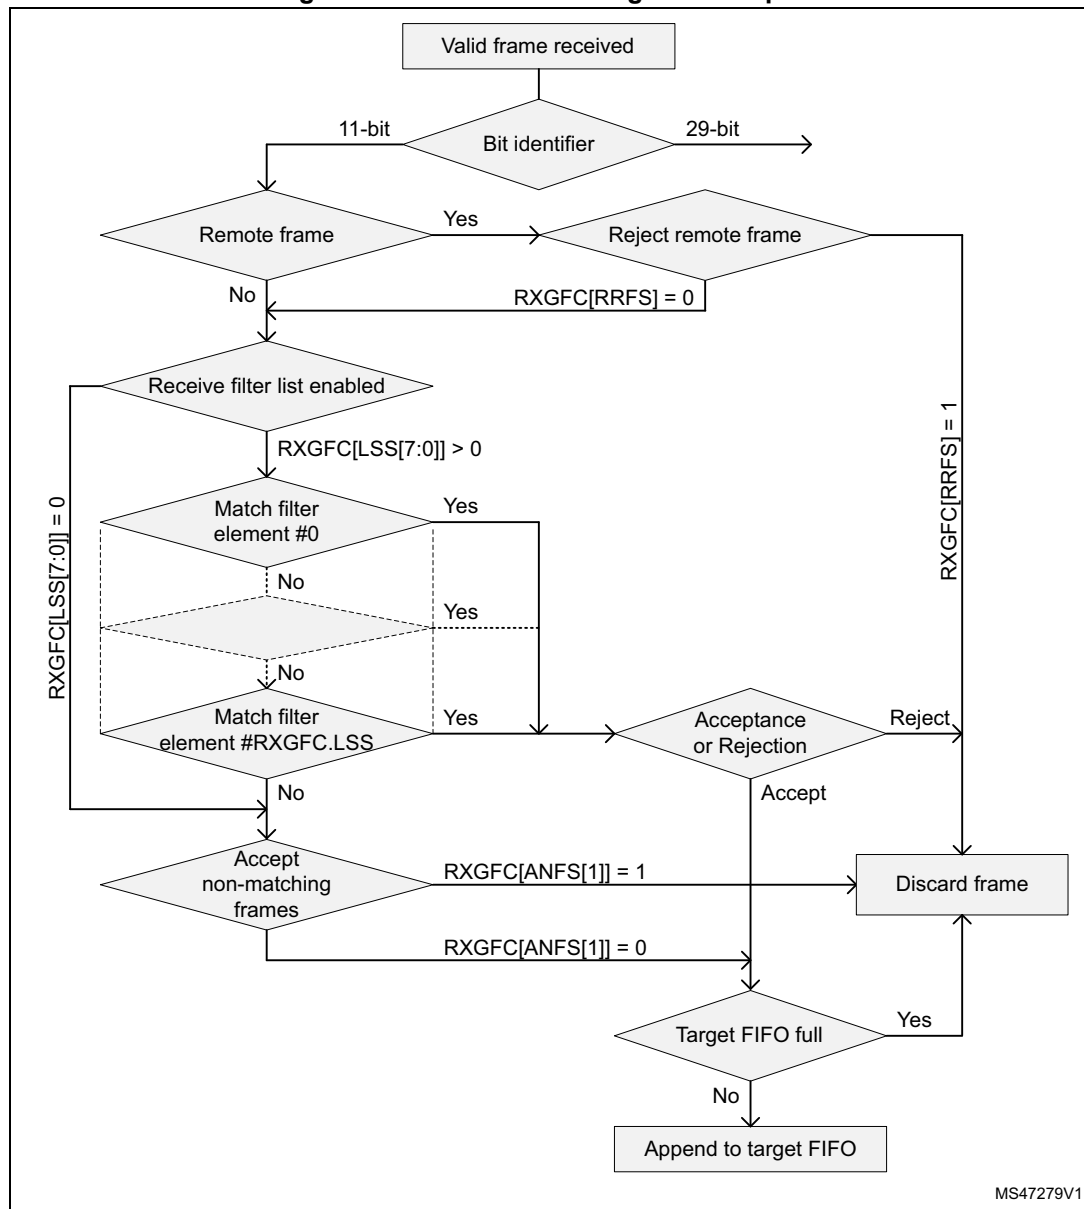 Valid frame received
11-bit
29-bit
Bit identifier
Yes
Remote frame
Reject remote frame
No
RXGFC[RRFS] = 0
Receive filter list enabled
RXGFC[RRFS] = 1
RXGFC[LSS[7:0]] > 0
RXGFC[LSS[7:0]] = 0
Match filter
element #0
Yes
No
Yes
No
Match filter
element #RXGFC.LSS
Yes
Acceptance
or Rejection
Reject
No
Accept
Accept
non-matching
frames
RXGFC[ANFS[1]] = 1
Discard frame
RXGFC[ANFS[1]] = 0
Target FIFO full
Yes
No
Append to target FIFO
MS47279V1